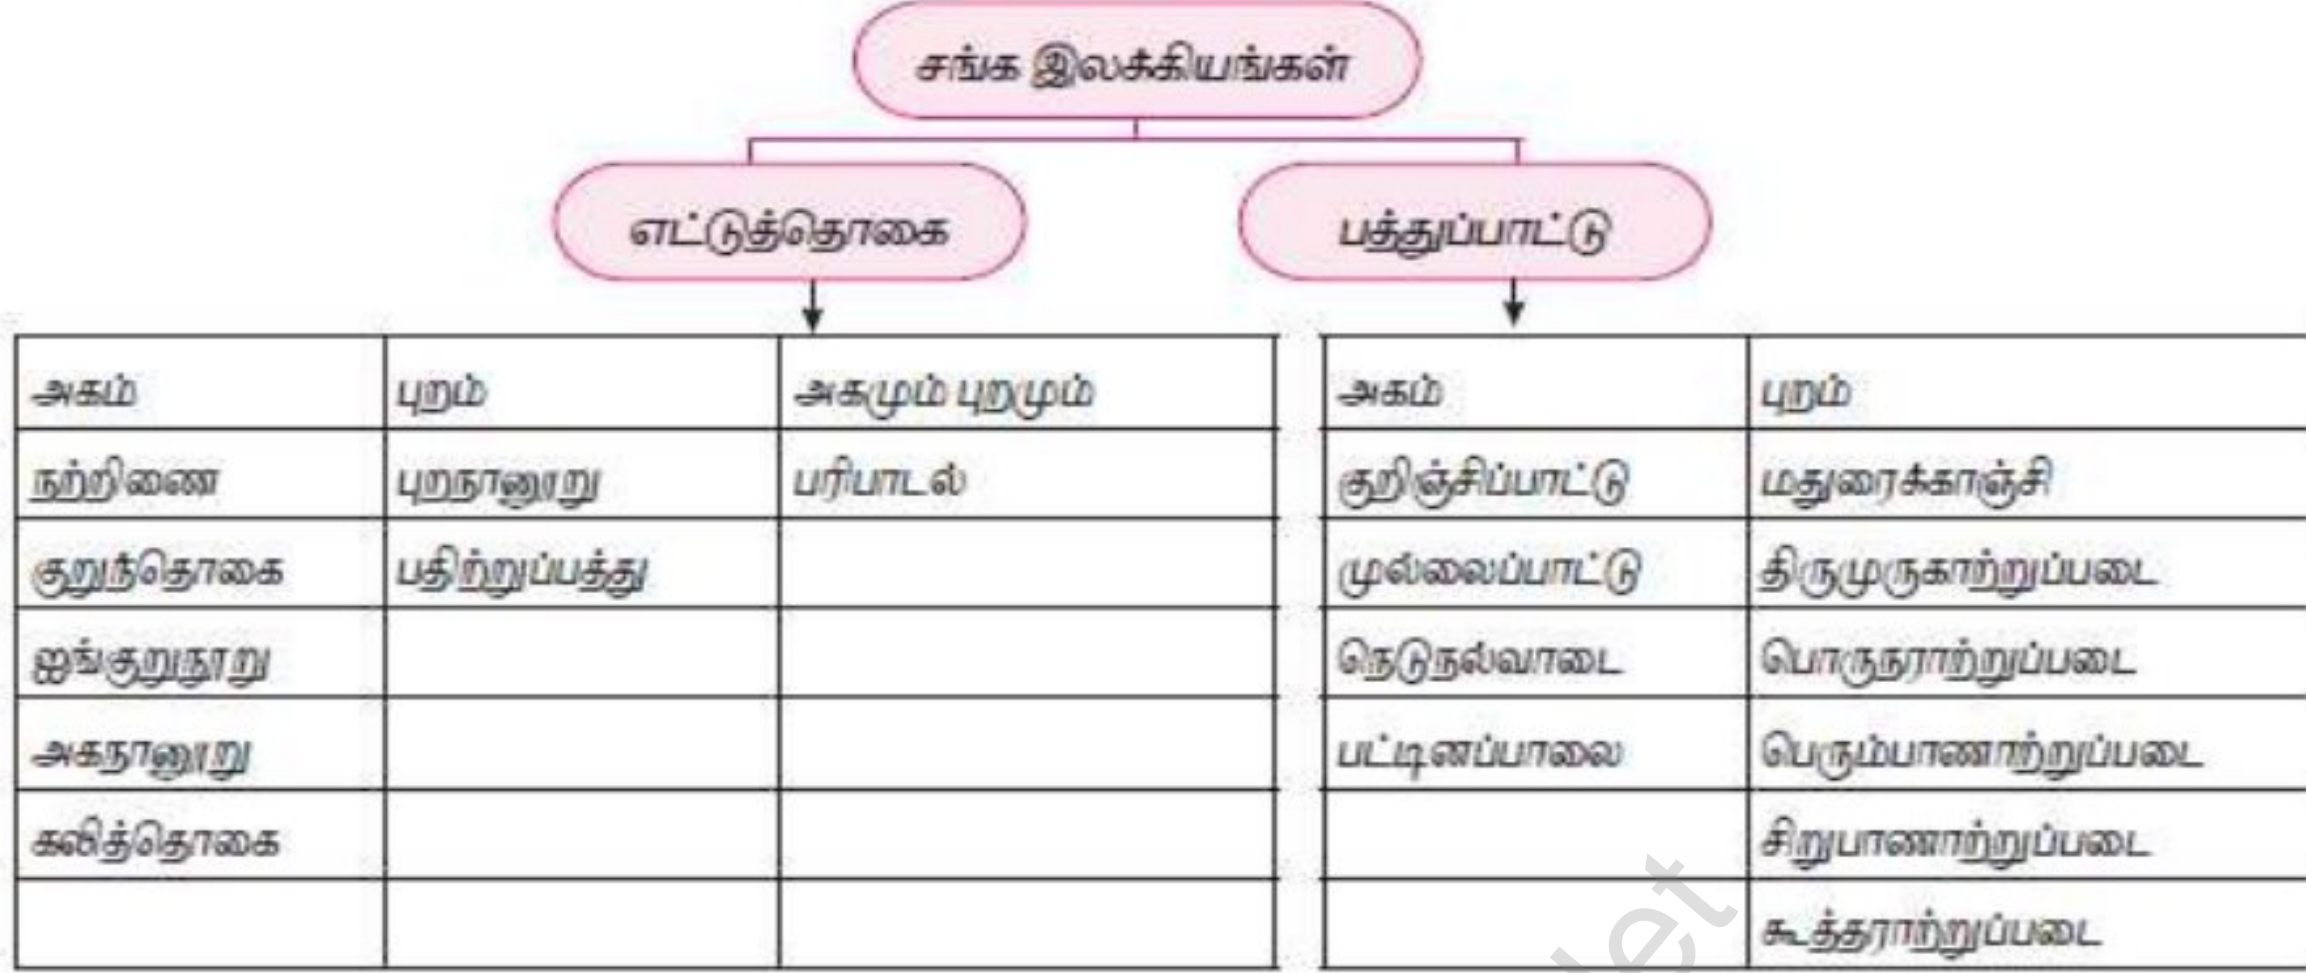 சங்க இலக்கியங்கள்
எட்டுத்தொகை பத்துப்பாட்டு
அகம் புறம் அகமும் புறமும் அகம் புறம்
நற்றிணை புறநானூறு பரிபாடல் குறிஞ்சிப்பாட்டு மதுரைக்காஞ்சி
குறுந்தொகை பதிற்றுப்பத்து முல்லைப்பாட்டு திருமுருகாற்றுப்படை
ஐங்குறுநூறு நெடுநல்வாடை பொருநராற்றுப்படை
அகநானூறு பட்டினப்பாலை பெரும்பாணாற்றுப்படை
கலித்தொகை சிறுபாணாற்றுப்படை
கூத்தராற்றுப்படை